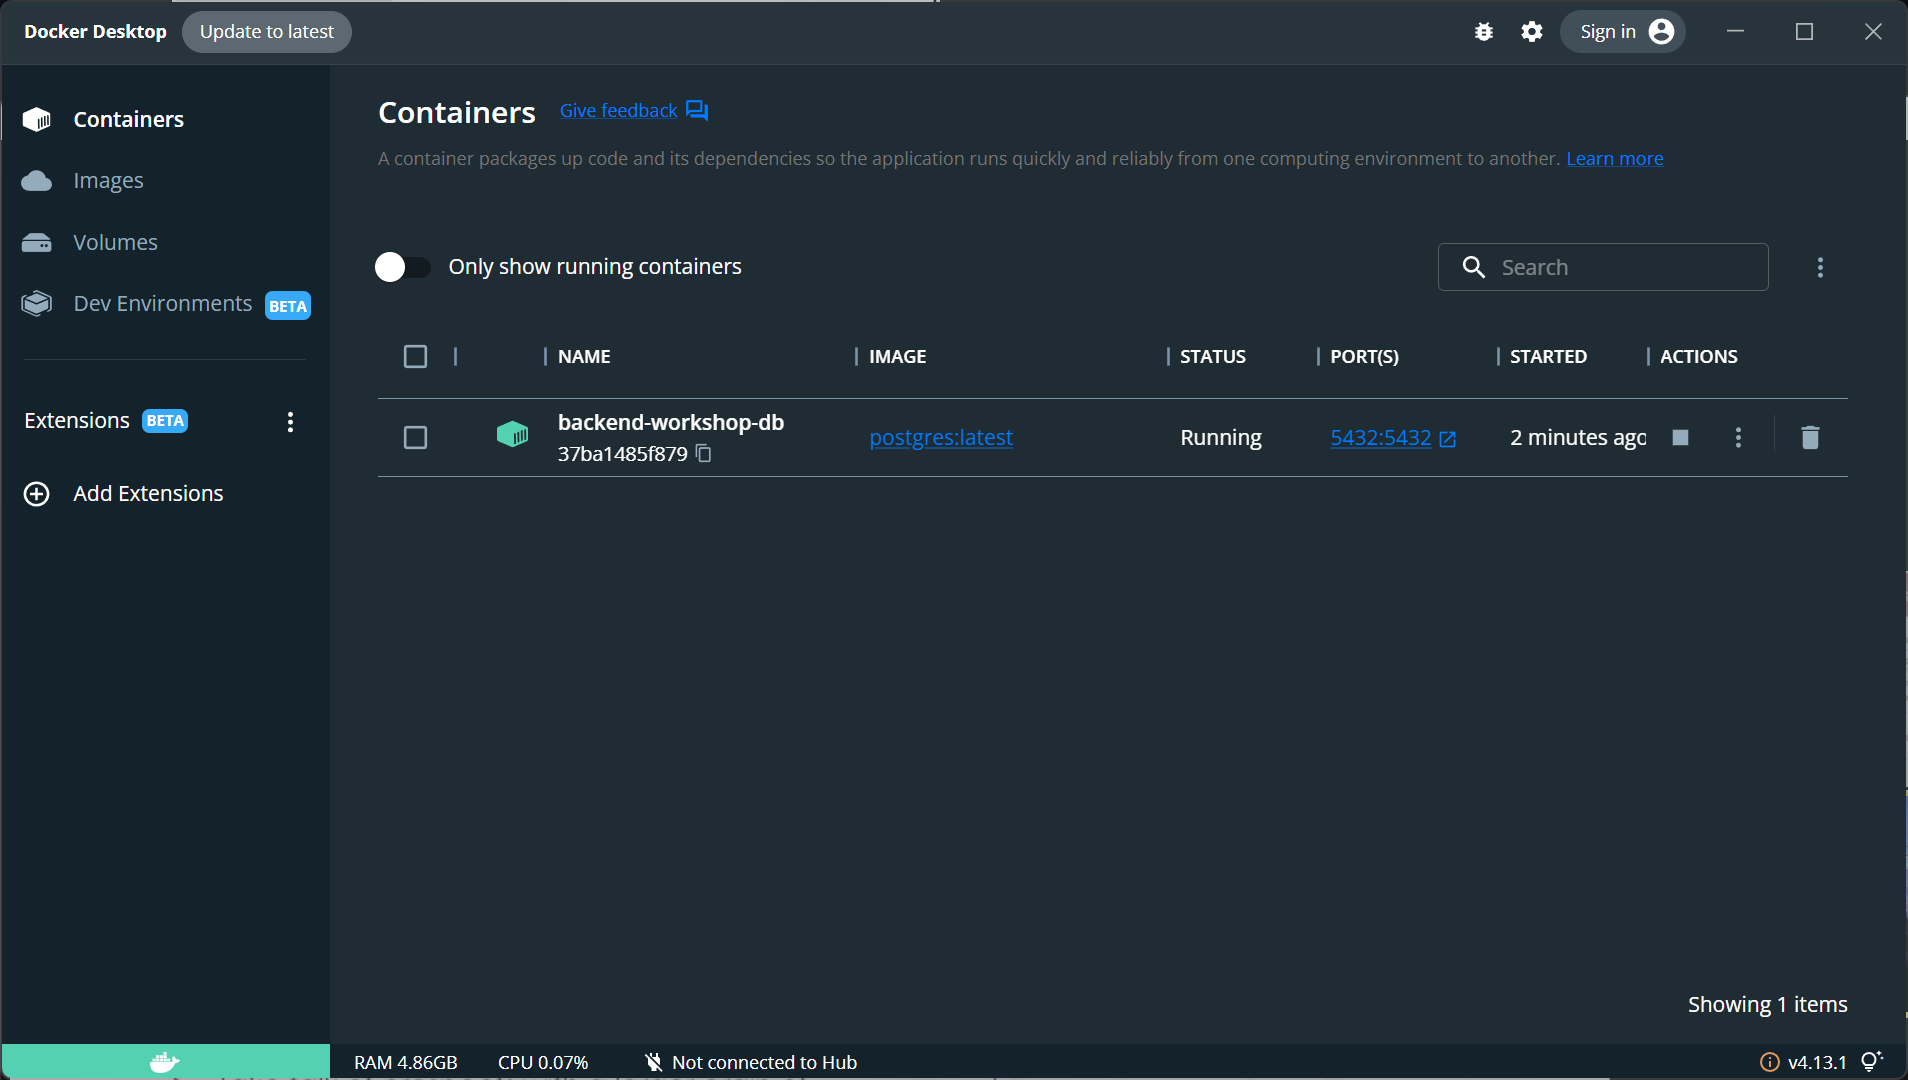 Docker Desktop Update to latest Sign in
Containers
Images
Volumes
Dev Environments BETA
Extensions BETA
Add Extensions
Containers Give feedback
A container packages up code and its dependencies so the application runs quickly and reliably from one computing environment to another. Learn more
Only show running containers Search
NAME IMAGE STATUS PORT(S) STARTED ACTIONS
backend-workshop-db postgres:latest Running 5432:5432 2 minutes ago
37ba1485f879
Showing 1 items
RAM 4.86GB CPU 0.07% Not connected to Hub v4.13.1